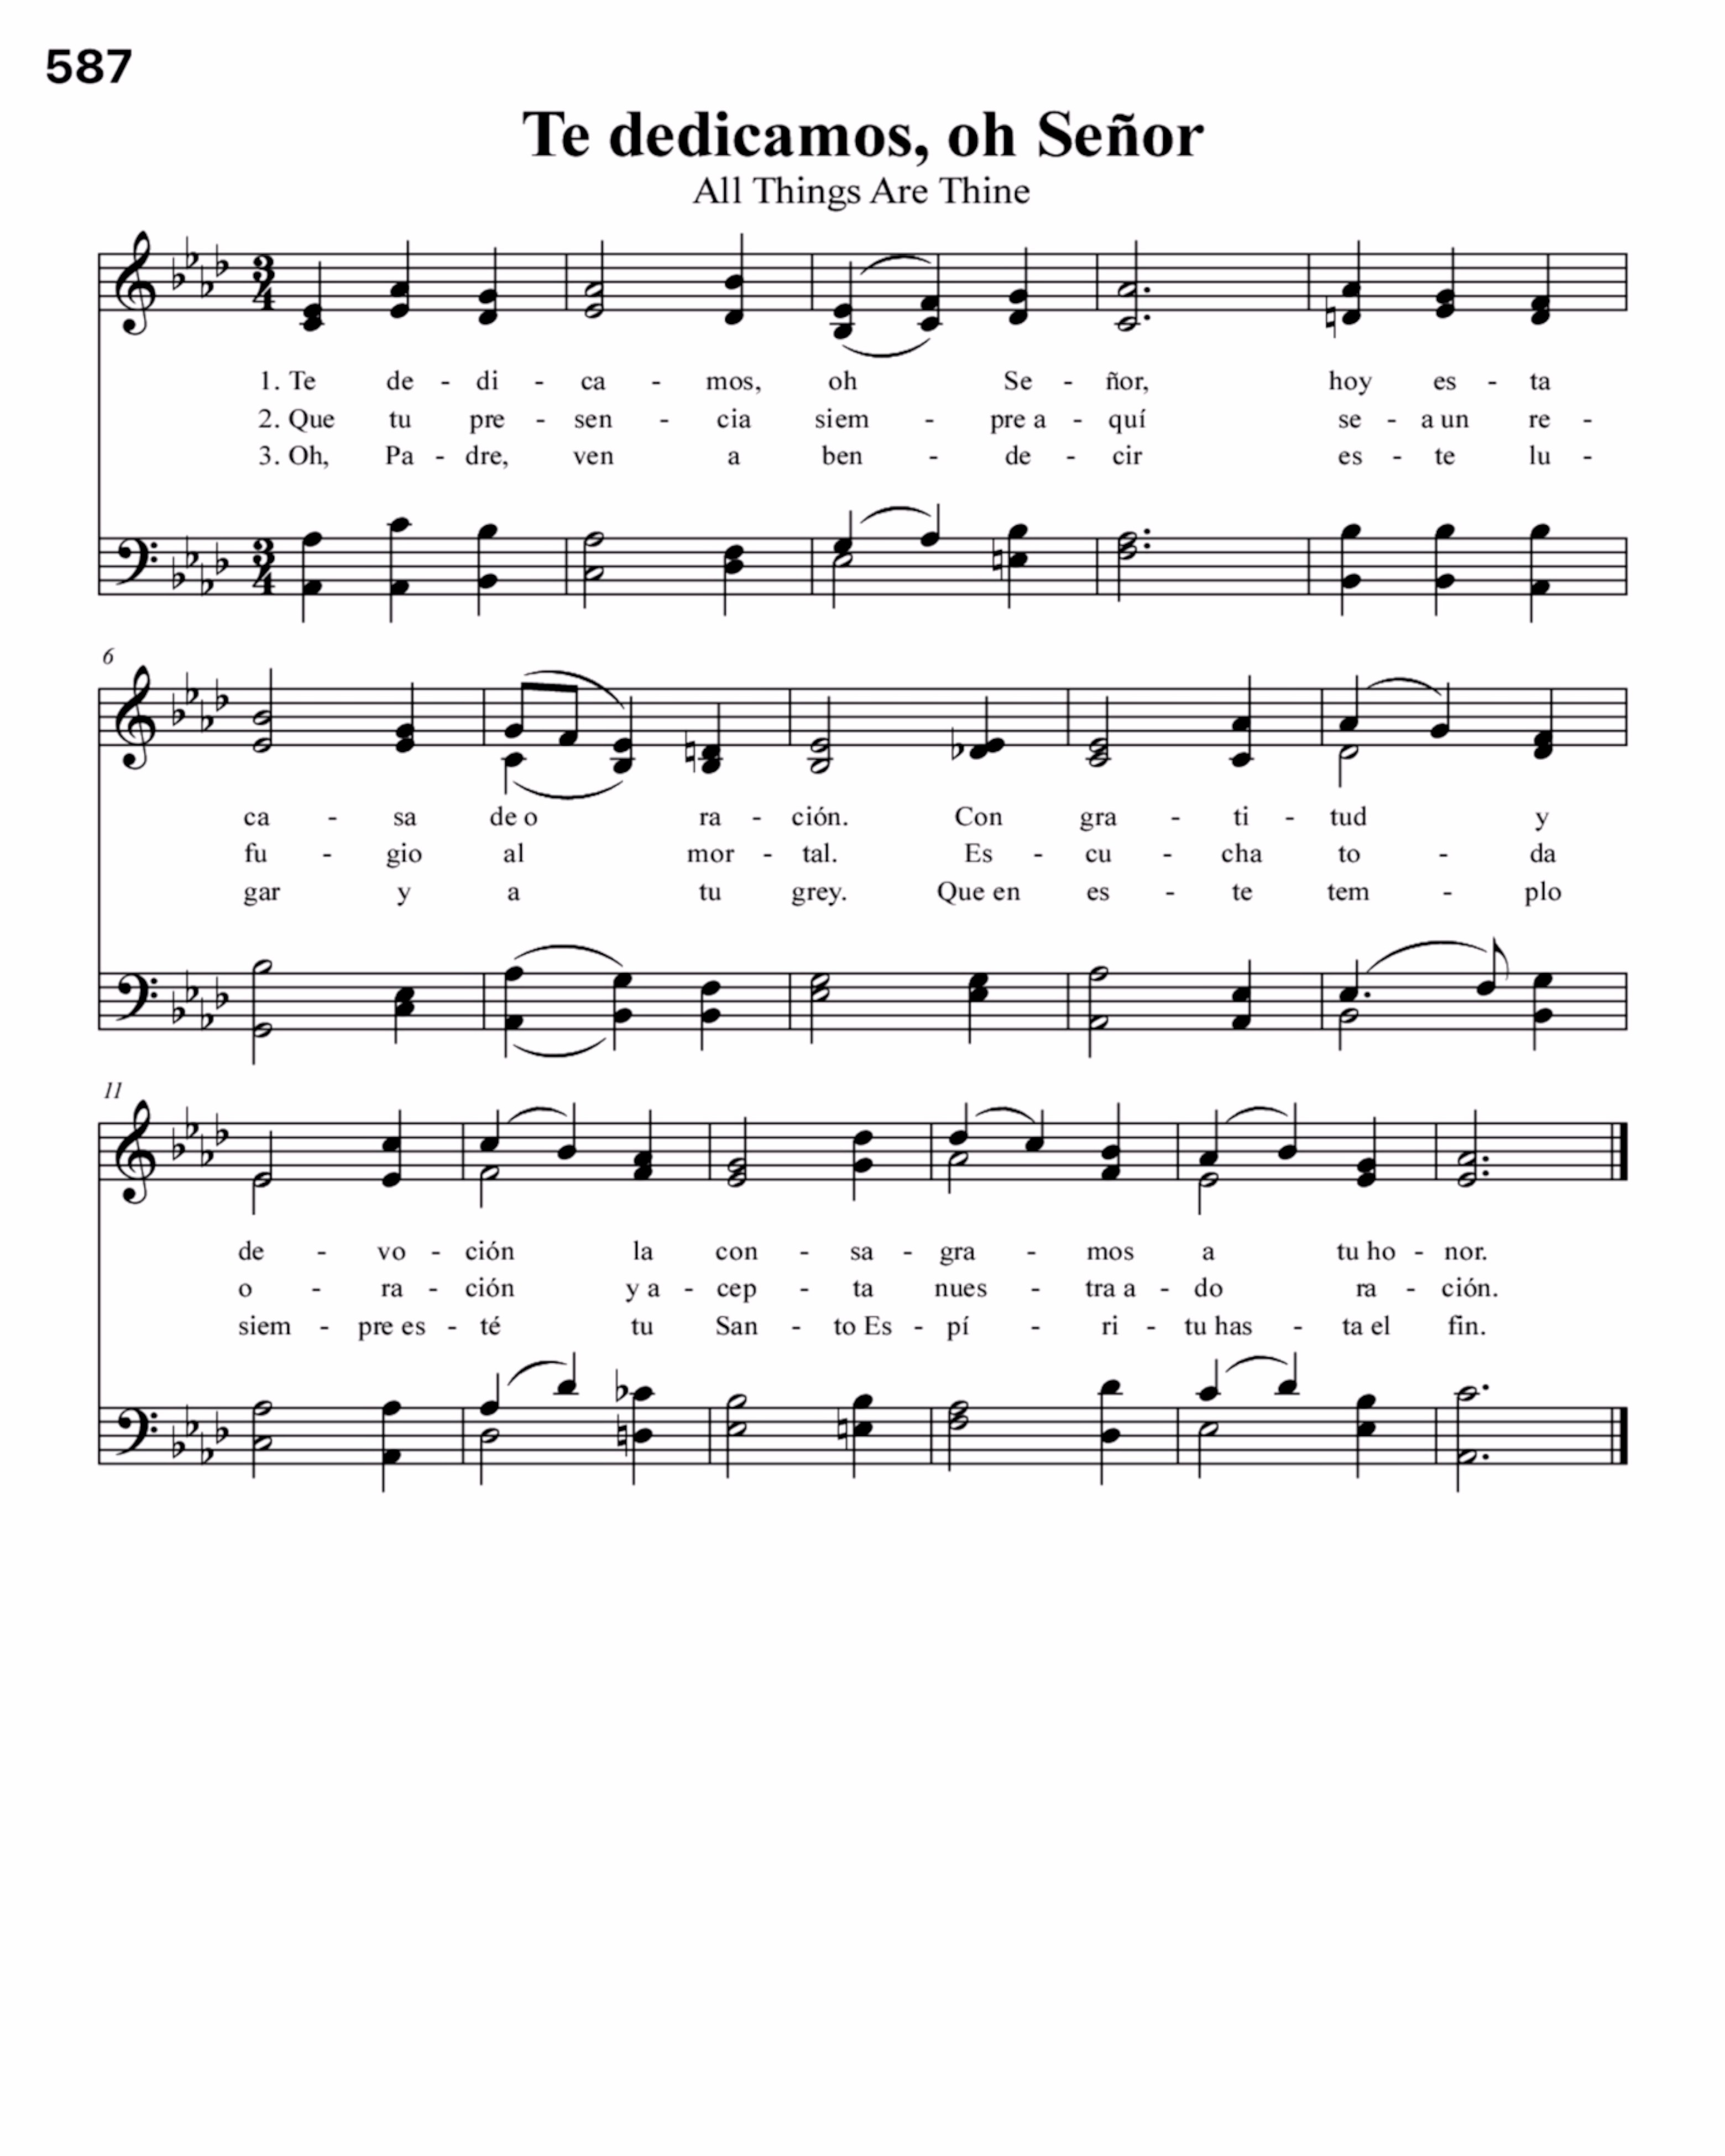 587
Te dedicamos, oh Señor
All Things Are Thine
3
4
1. Te de - di - ca - mos, oh Se - ñor, hoy es - ta
2. Que tu pre - sen - cia siem - pre a - quí se - a un re -
3. Oh, Pa - dre, ven a ben - de - cir es - te lu -
3
4
6
ca - sa de o ra - ción. Con gra - ti - tud y
fu - gio al mor - tal. Es - cu - cha to - da
gar y a tu grey. Que en es - te tem - plo
11
de - vo - ción la con - sa - gra - mos a tu ho - nor.
o - ra - ción y a - cep - ta nues - tra a - do ra - ción.
siem - pre es - té tu San - to Es - pí - ri - tu has - ta el fin.